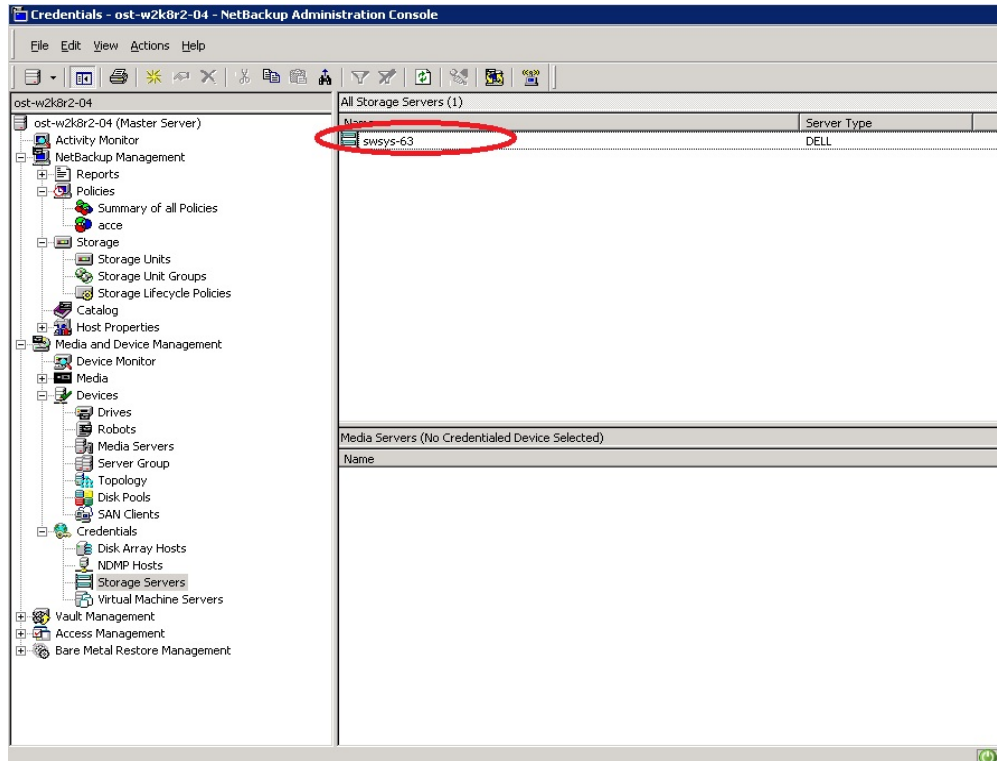 Credentials - ost-w2k8r2-04 - NetBackup Administration Console
File Edit View Actions Help
ost-w2k8r2-04
ost-w2k8r2-04 (Master Server)
Activity Monitor
NetBackup Management
Reports
Policies
Summary of all Policies
acce
Storage
Storage Units
Storage Unit Groups
Storage Lifecycle Policies
Catalog
Host Properties
Media and Device Management
Device Monitor
Media
Devices
Drives
Robots
Media Servers
Server Group
Topology
Disk Pools
SAN Clients
Credentials
Disk Array Hosts
NDMP Hosts
Storage Servers
Virtual Machine Servers
Vault Management
Access Management
Bare Metal Restore Management
All Storage Servers (1)
Name Server Type
swsys-63 DELL
Media Servers (No Credentialed Device Selected)
Name